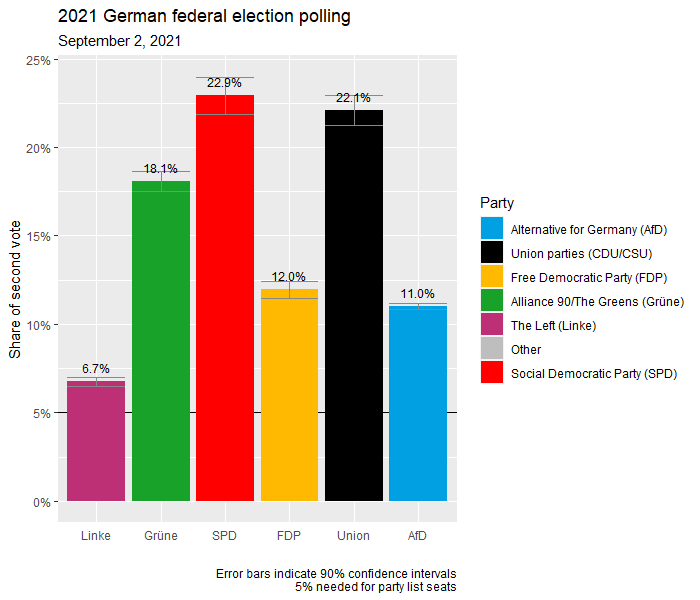 2021 German federal election polling
September 2, 2021
Share of second vote
25%
20%
15%
10%
5%
0%
6.7%
18.1%
22.9%
12.0%
22.1%
11.0%
Linke
Grüne
SPD
FDP
Union
AfD
Party
Alternative for Germany (AfD)
Union parties (CDU/CSU)
Free Democratic Party (FDP)
Alliance 90/The Greens (Grüne)
The Left (Linke)
Other
Social Democratic Party (SPD)
Error bars indicate 90% confidence intervals
5% needed for party list seats